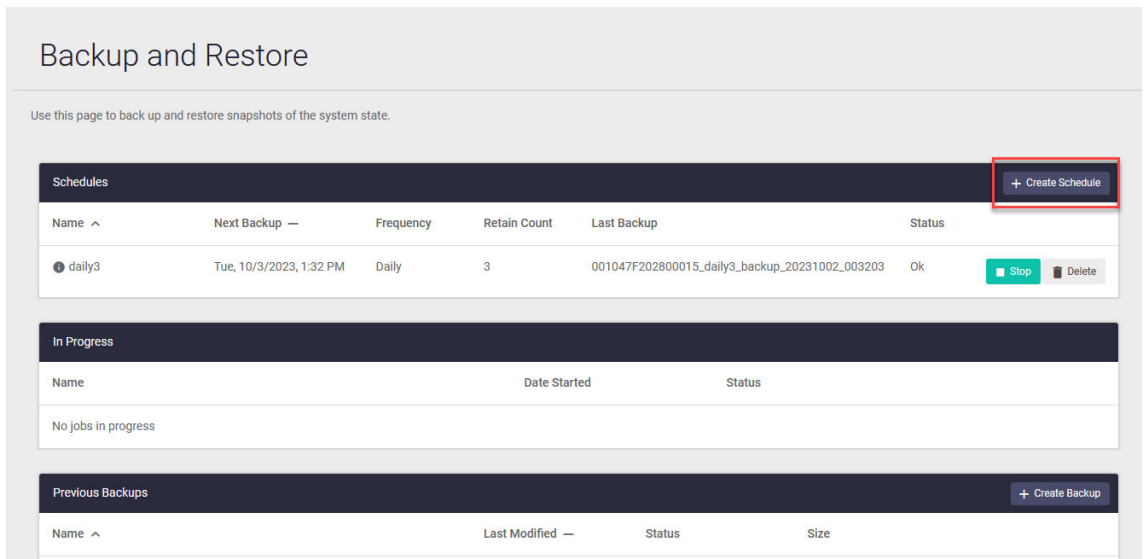 Backup and Restore
Use this page to back up and restore snapshots of the system state.
Schedules + Create Schedule
Name Next Backup — Frequency Retain Count Last Backup Status
daily3 Tue, 10/3/2023, 1:32 PM Daily 3 001047F202800015_daily3_backup_20231002_003203 Ok Stop Delete
In Progress
Name Date Started Status
No jobs in progress
Previous Backups + Create Backup
Name Last Modified — Status Size